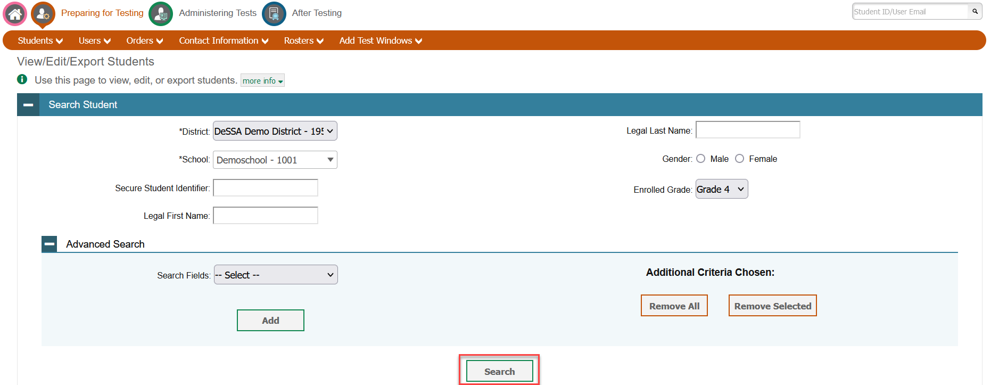 Preparing for Testing Administering Tests After Testing Student ID/User Email
Students Users Orders Contact Information Rosters Add Test Windows
View/Edit/Export Students
Use this page to view, edit, or export students. more info
Search Student
*District: DeSSA Demo District - 195 Legal Last Name:
*School: Demoschool - 1001 Gender: Male Female
Secure Student Identifier: Enrolled Grade: Grade 4
Legal First Name:
Advanced Search
Search Fields: -- Select -- Additional Criteria Chosen:
Remove All Remove Selected
Add
Search